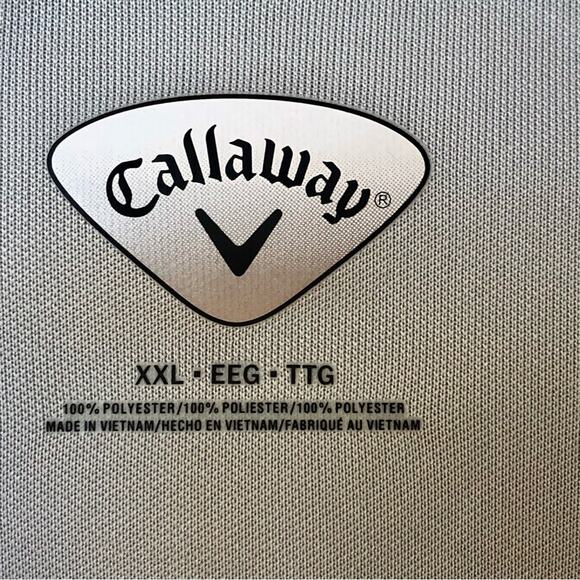 Callaway®
XXL▪EEG▪TTG
100% POLYESTER/100% POLIESTER/100% POLYESTER
MADE IN VIETNAM/HECHO EN VIETNAM/FABRIQUÉ AU VIETNAM